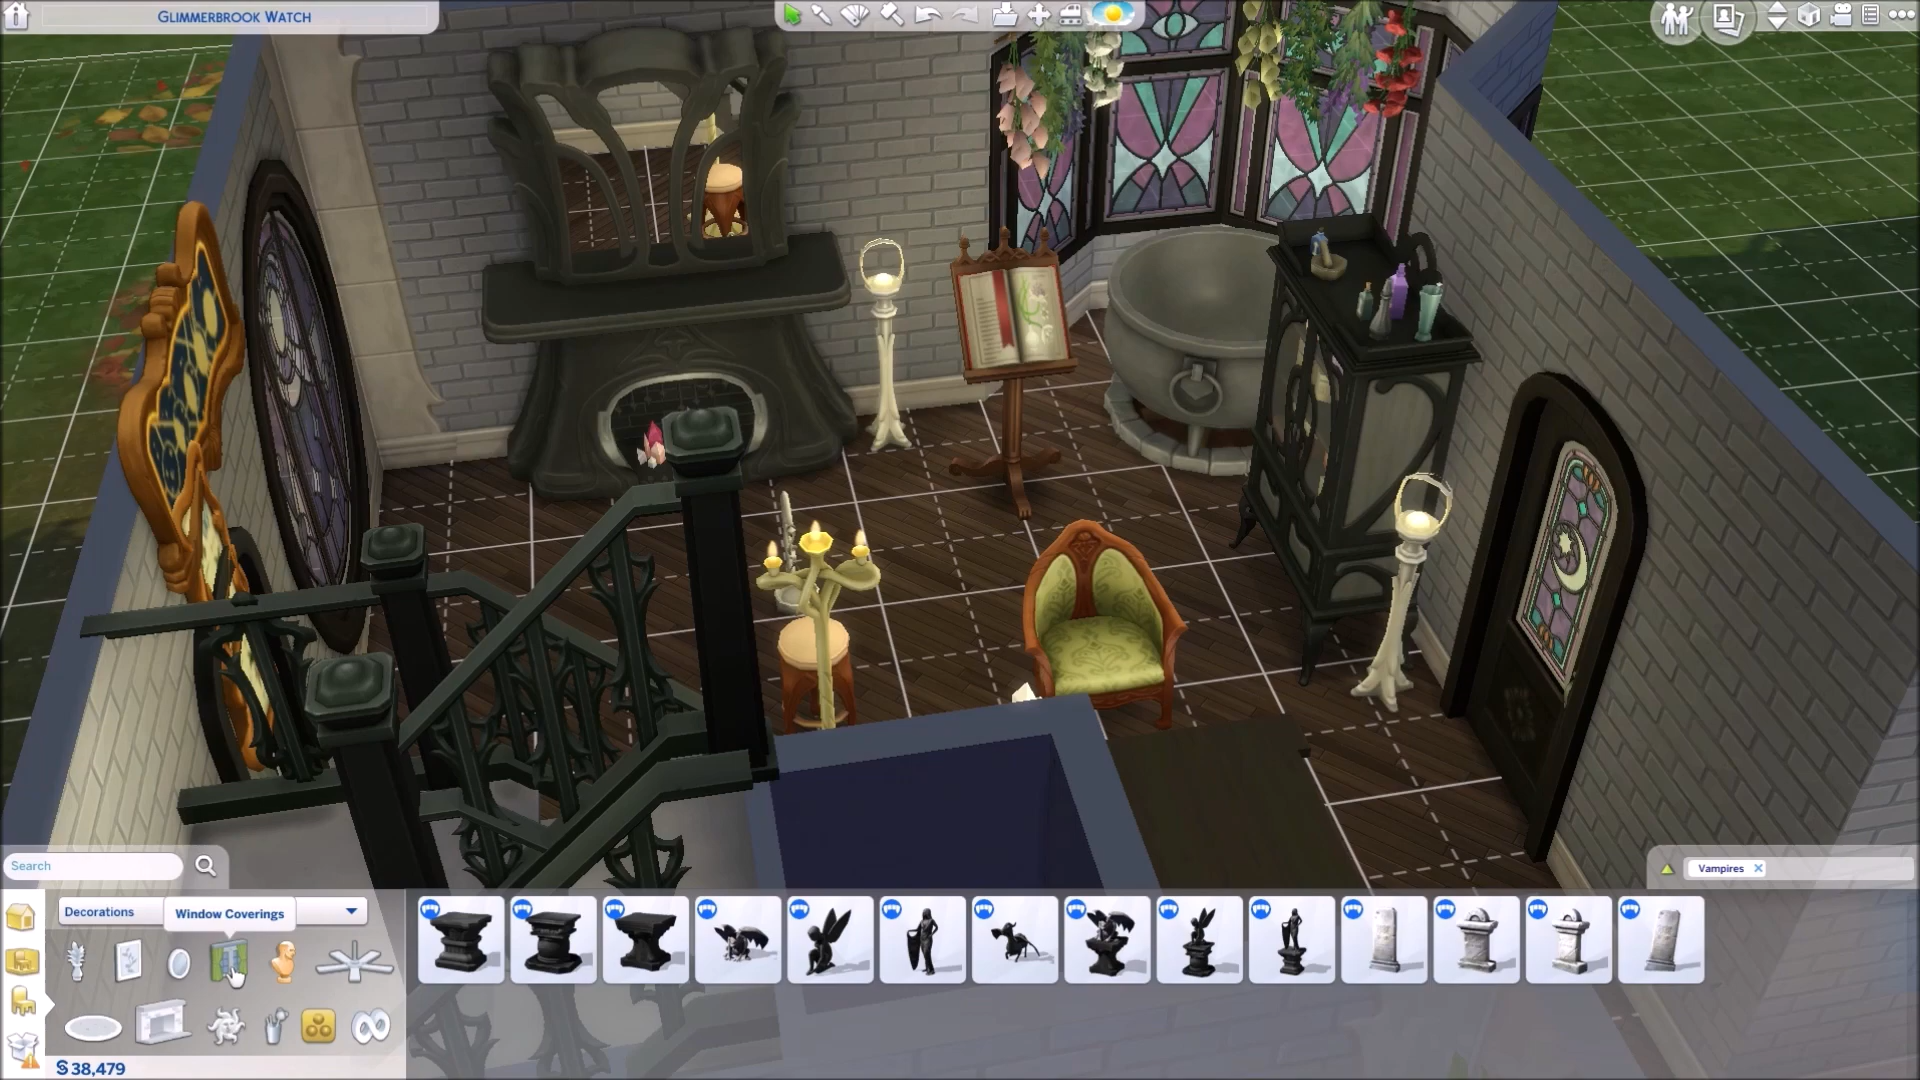 Glimmerbrook Watch
Search
Vampires
Decorations
Window Coverings
§38,479